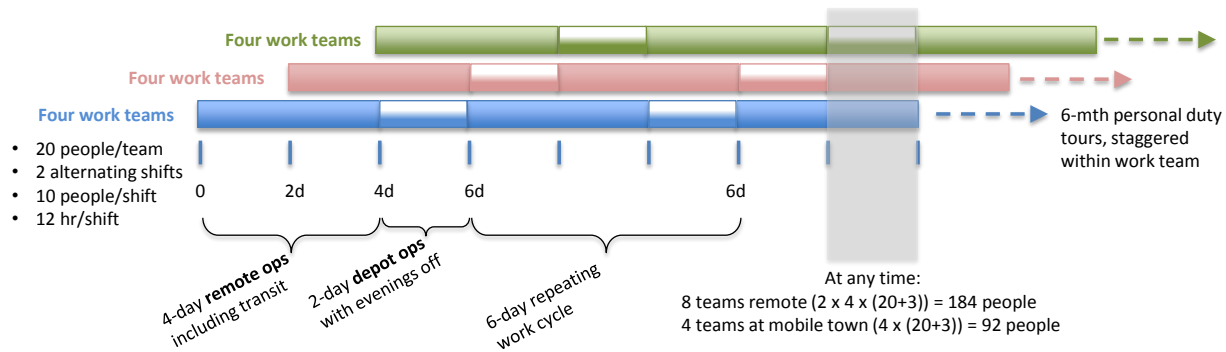 Four work teams
Four work teams
Four work teams
• 20 people/team
• 2 alternating shifts
• 10 people/shift
• 12 hr/shift
6-mth personal duty
tours, staggered
within work team
0 2d 4d 6d 6d
4-day remote ops
including transit
2-day depot ops
with evenings off
6-day repeating
work cycle
At any time:
8 teams remote (2 x 4 x (20+3)) = 184 people
4 teams at mobile town (4 x (20+3)) = 92 people